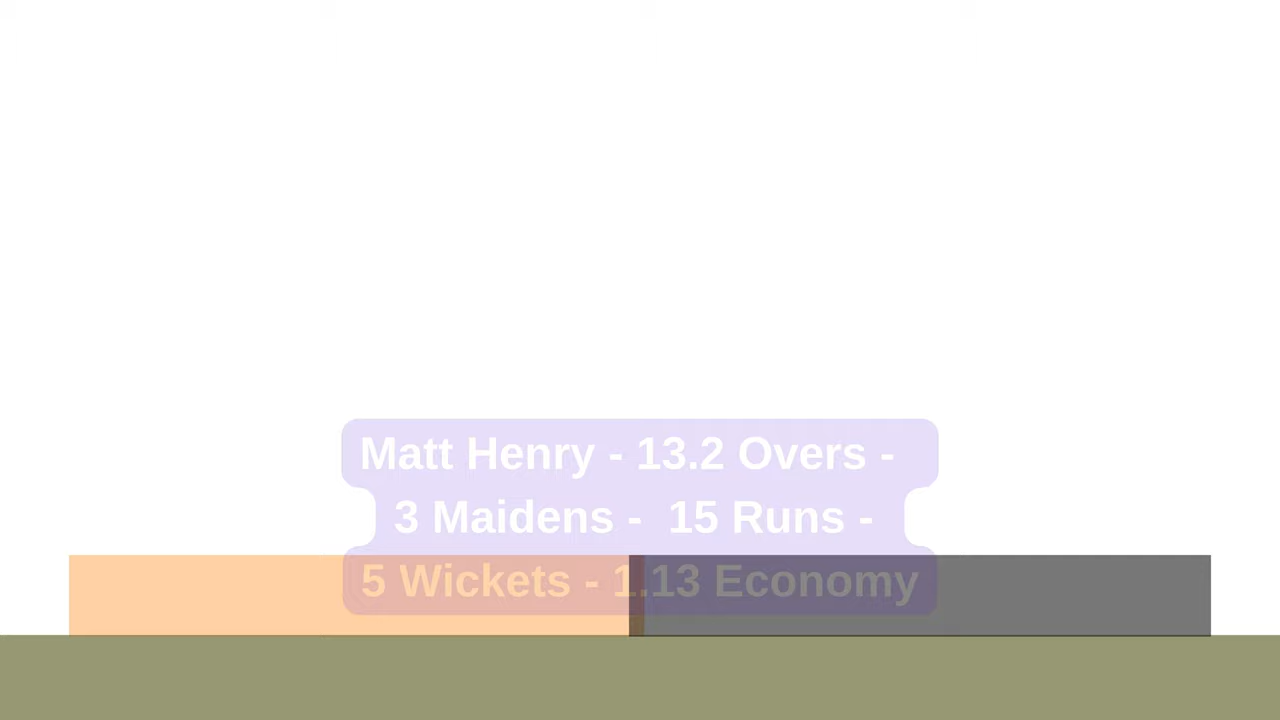 Matt Henry - 13.2 Overs -
3 Maidens -  15 Runs -
5 Wickets - 1.13 Economy